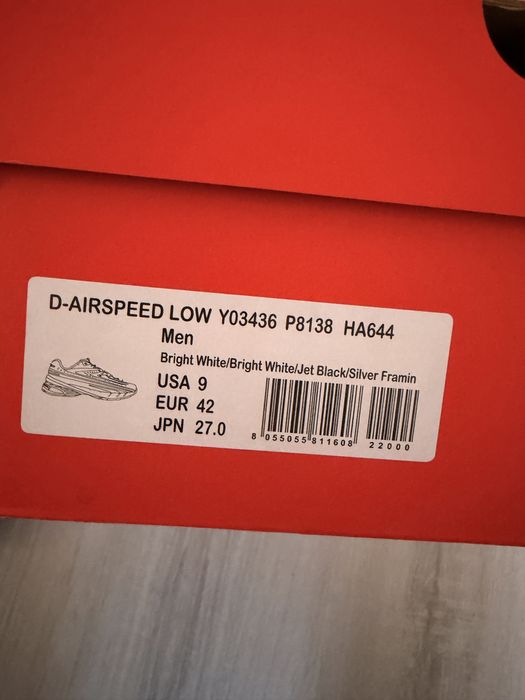 D-AIRSPEED LOW Y03436 P8138 HA644
Men
Bright White/Bright White/Jet Black/Silver Framin
USA 9
EUR 42
JPN 27.0
8 055055 811608 22000